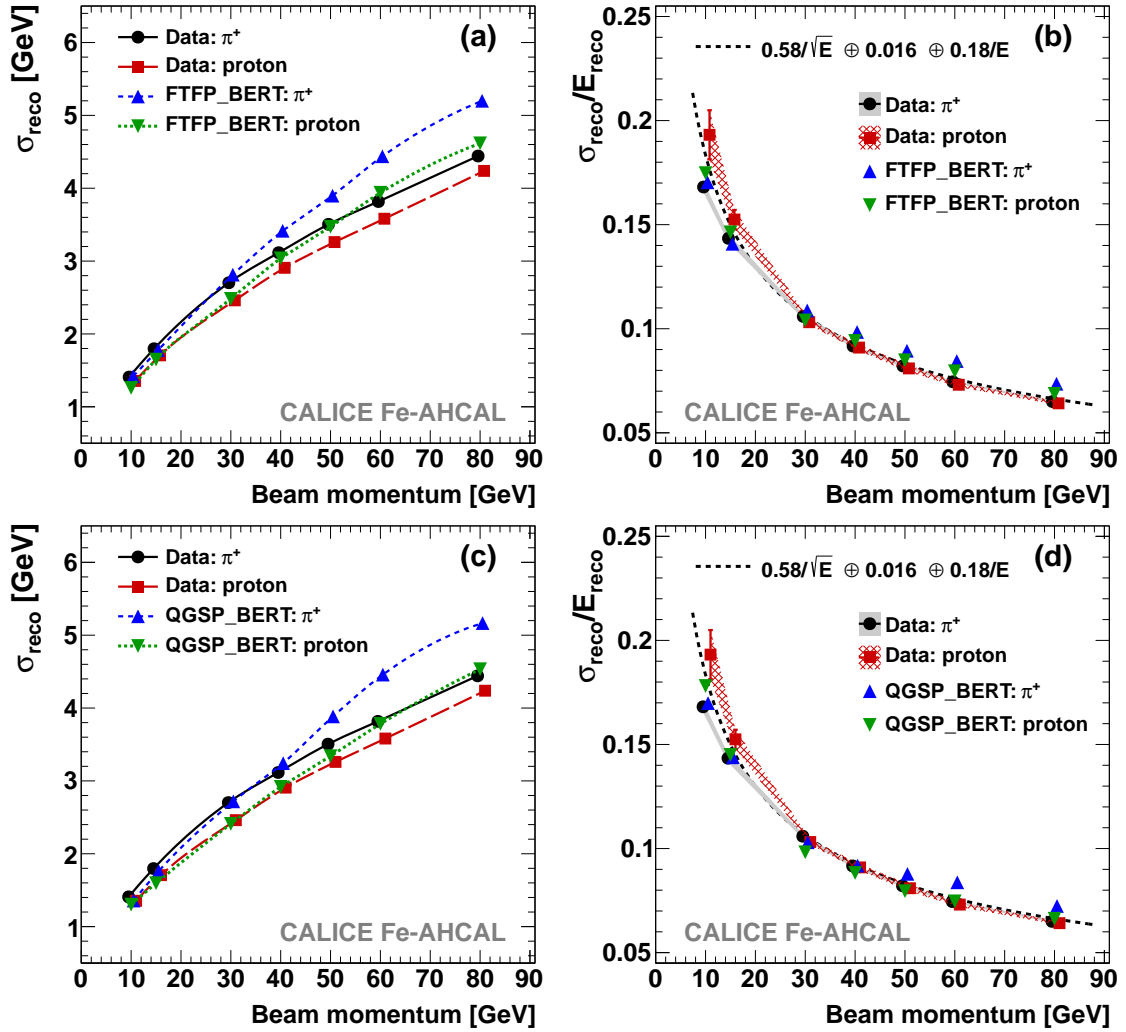 σreco [GeV]
6
5
4
3
2
1
(a)
Data: π+
Data: proton
FTFP_BERT: π+
FTFP_BERT: proton
CALICE Fe-AHCAL
0 10 20 30 40 50 60 70 80 90
Beam momentum [GeV]
σreco/Ereco
0.25
0.2
0.15
0.1
0.05
(b)
0.58/√E ⊕ 0.016 ⊕ 0.18/E
Data: π+
Data: proton
FTFP_BERT: π+
FTFP_BERT: proton
CALICE Fe-AHCAL
0 10 20 30 40 50 60 70 80 90
Beam momentum [GeV]
σreco [GeV]
6
5
4
3
2
1
(c)
Data: π+
Data: proton
QGSP_BERT: π+
QGSP_BERT: proton
CALICE Fe-AHCAL
0 10 20 30 40 50 60 70 80 90
Beam momentum [GeV]
σreco/Ereco
0.25
0.2
0.15
0.1
0.05
(d)
0.58/√E ⊕ 0.016 ⊕ 0.18/E
Data: π+
Data: proton
QGSP_BERT: π+
QGSP_BERT: proton
CALICE Fe-AHCAL
0 10 20 30 40 50 60 70 80 90
Beam momentum [GeV]